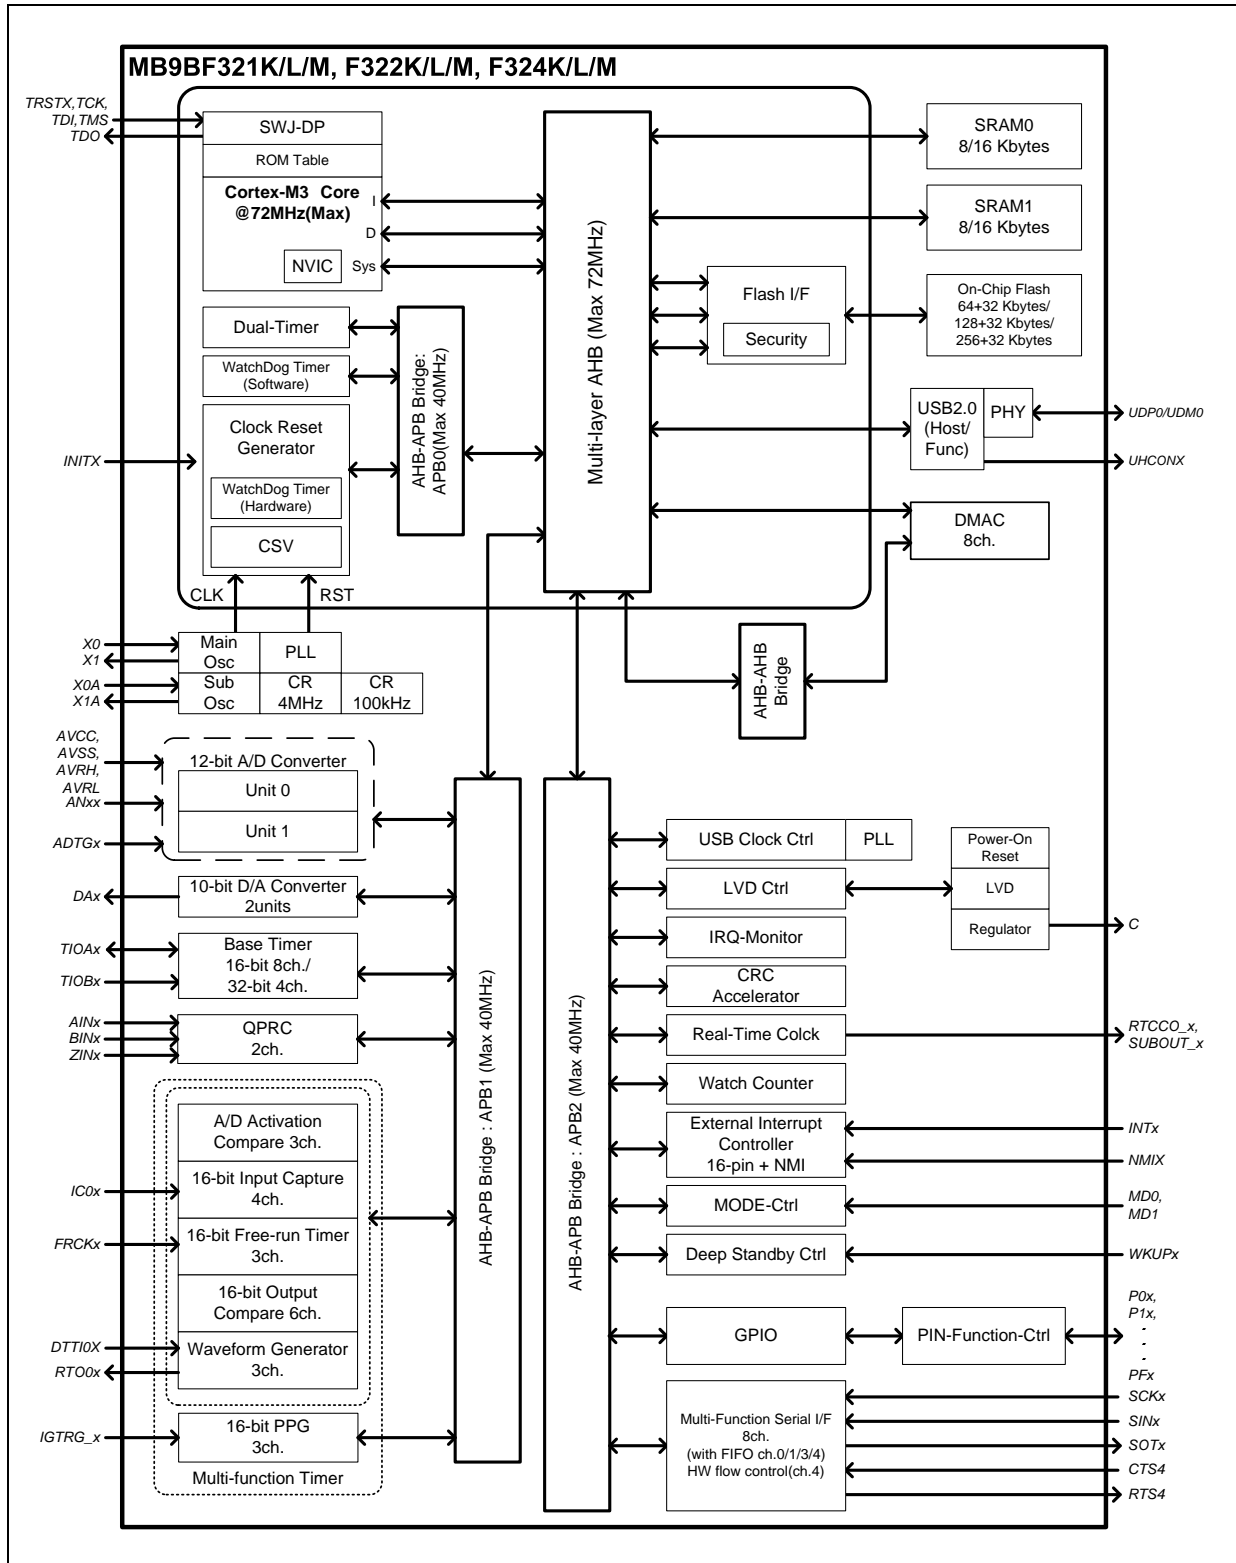 MB9BF321K/L/M, F322K/L/M, F324K/L/M
TRSTX,TCK,
TDI,TMS
TDO
SWJ-DP
ROM Table
Cortex-M3 Core
@72MHz(Max)
I
D
Sys
NVIC
Dual-Timer
WatchDog Timer
(Software)
Clock Reset
Generator
WatchDog Timer
(Hardware)
CSV
INITX
CLK
RST
AHB-APB Bridge:
APB0(Max 40MHz)
Multi-layer AHB (Max 72MHz)
SRAM0
8/16 Kbytes
SRAM1
8/16 Kbytes
Flash I/F
Security
On-Chip Flash
64+32 Kbytes/
128+32 Kbytes/
256+32 Kbytes
USB2.0
(Host/
Func)
PHY
UDP0/UDM0
UHCONX
DMAC
8ch.
AHB-AHB
Bridge
X0
X1
X0A
X1A
Main
Osc
PLL
Sub
Osc
CR
4MHz
CR
100kHz
AVCC,
AVSS,
AVRH,
AVRL
ANxx
ADTGx
12-bit A/D Converter
Unit 0
Unit 1
DAx
10-bit D/A Converter
2units
TIOAx
TIOBx
Base Timer
16-bit 8ch./
32-bit 4ch.
AINx
BINx
ZINx
QPRC
2ch.
A/D Activation
Compare 3ch.
IC0x
16-bit Input Capture
4ch.
FRCKx
16-bit Free-run Timer
3ch.
16-bit Output
Compare 6ch.
DTTI0X
RTO0x
Waveform Generator
3ch.
IGTRG_x
16-bit PPG
3ch.
Multi-function Timer
AHB-APB Bridge : APB1 (Max 40MHz)
AHB-APB Bridge : APB2 (Max 40MHz)
USB Clock Ctrl
PLL
LVD Ctrl
Power-On
Reset
LVD
Regulator
C
IRQ-Monitor
CRC
Accelerator
Real-Time Colck
RTCCO_x,
SUBOUT_x
Watch Counter
External Interrupt
Controller
16-pin + NMI
INTx
NMIX
MODE-Ctrl
MD0,
MD1
Deep Standby Ctrl
WKUPx
GPIO
PIN-Function-Ctrl
P0x,
P1x,
-
-
-
PFx
Multi-Function Serial I/F
8ch.
(with FIFO ch.0/1/3/4)
HW flow control(ch.4)
SCKx
SINx
SOTx
CTS4
RTS4